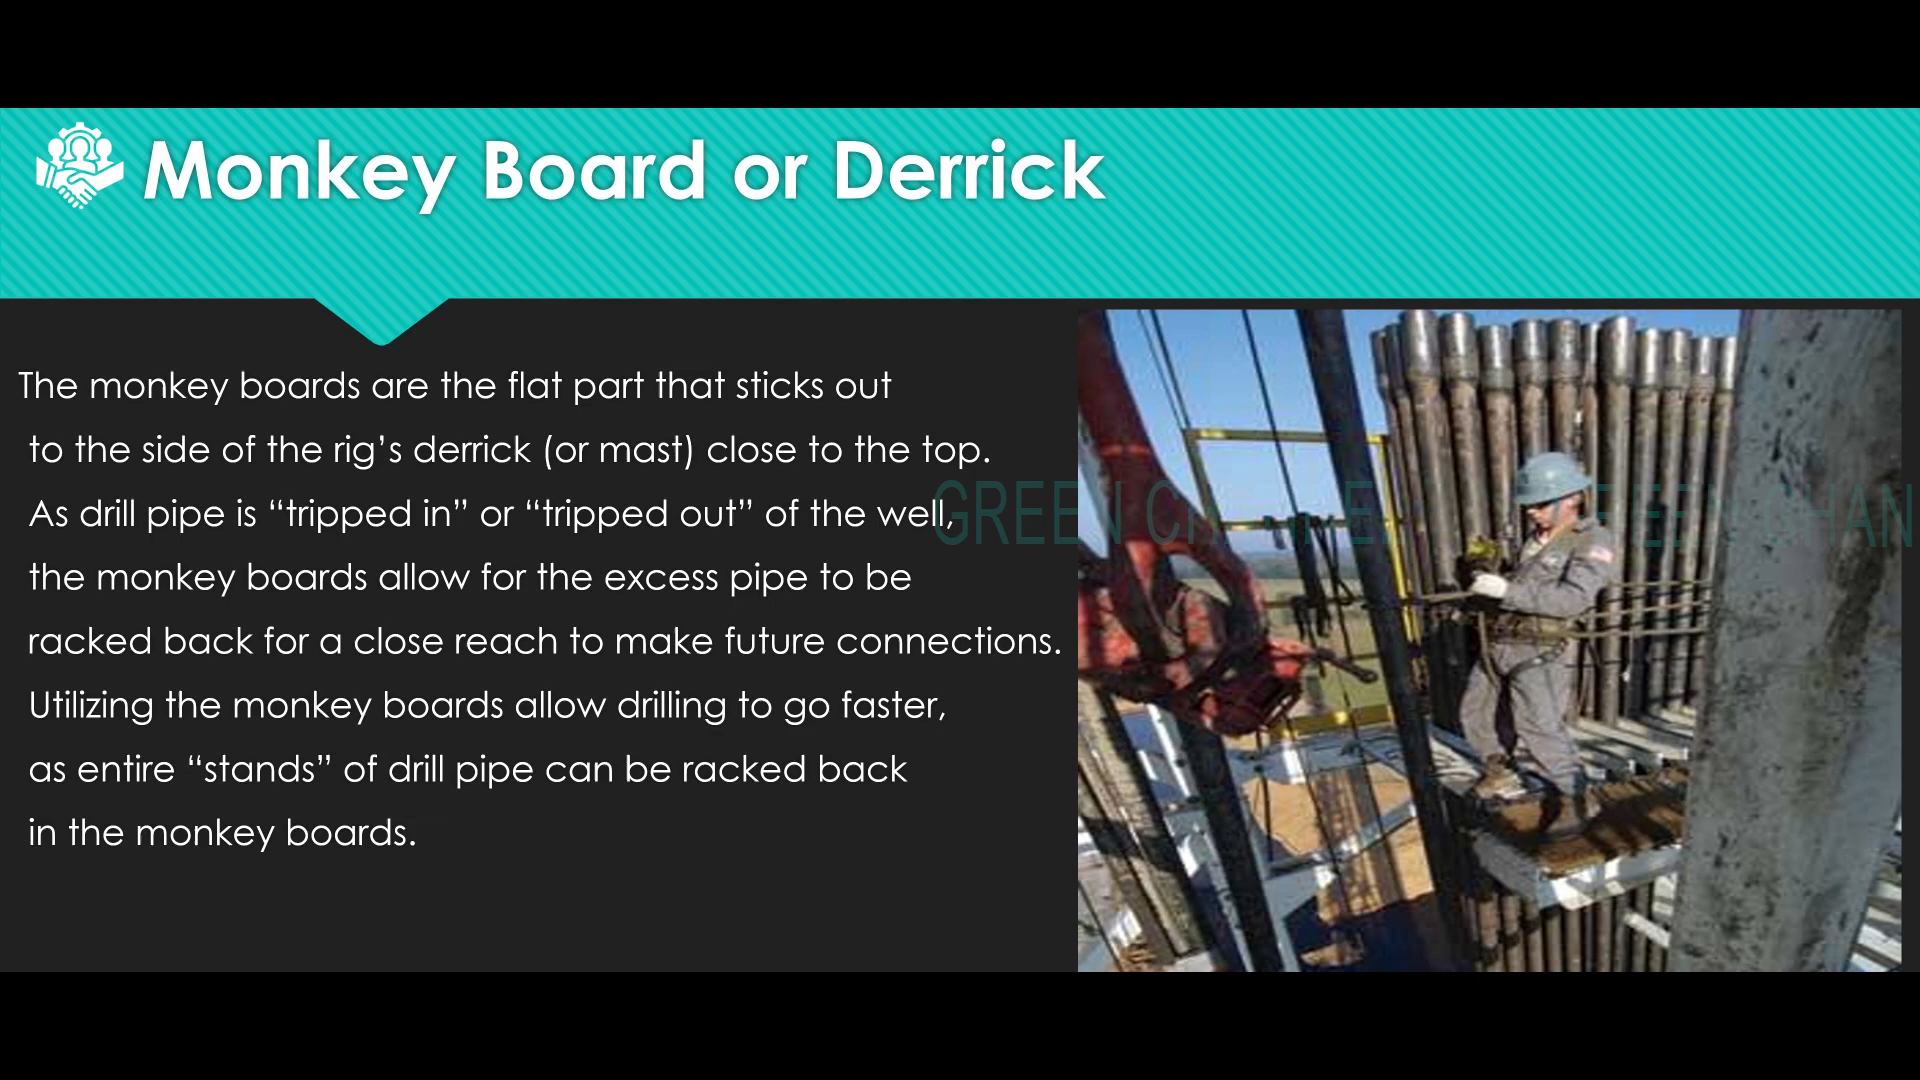 Monkey Board or Derrick
The monkey boards are the flat part that sticks out
to the side of the rig’s derrick (or mast) close to the top.
As drill pipe is “tripped in” or “tripped out” of the well,
the monkey boards allow for the excess pipe to be
racked back for a close reach to make future connections.
Utilizing the monkey boards allow drilling to go faster,
as entire “stands” of drill pipe can be racked back
in the monkey boards.
GREEN